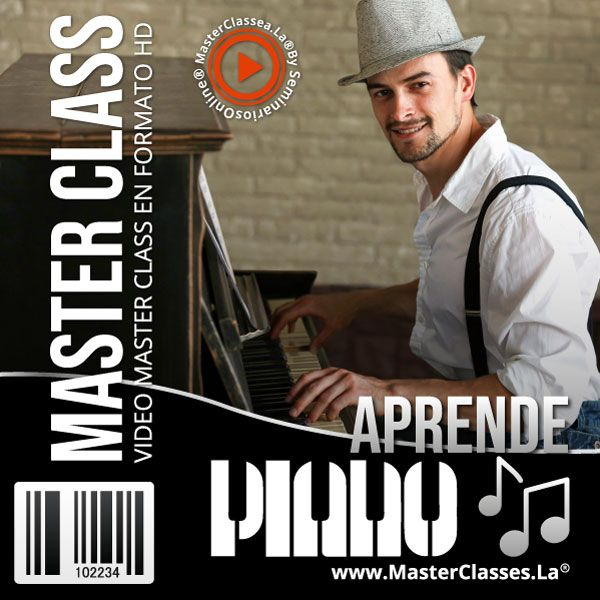 MASTER CLASS
VIDEO MASTER CLASS EN FORMATO HD
MasterClassea.La®By SeminariosOnline®
APRENDE
PIANO
102234
www.MasterClasses.La®